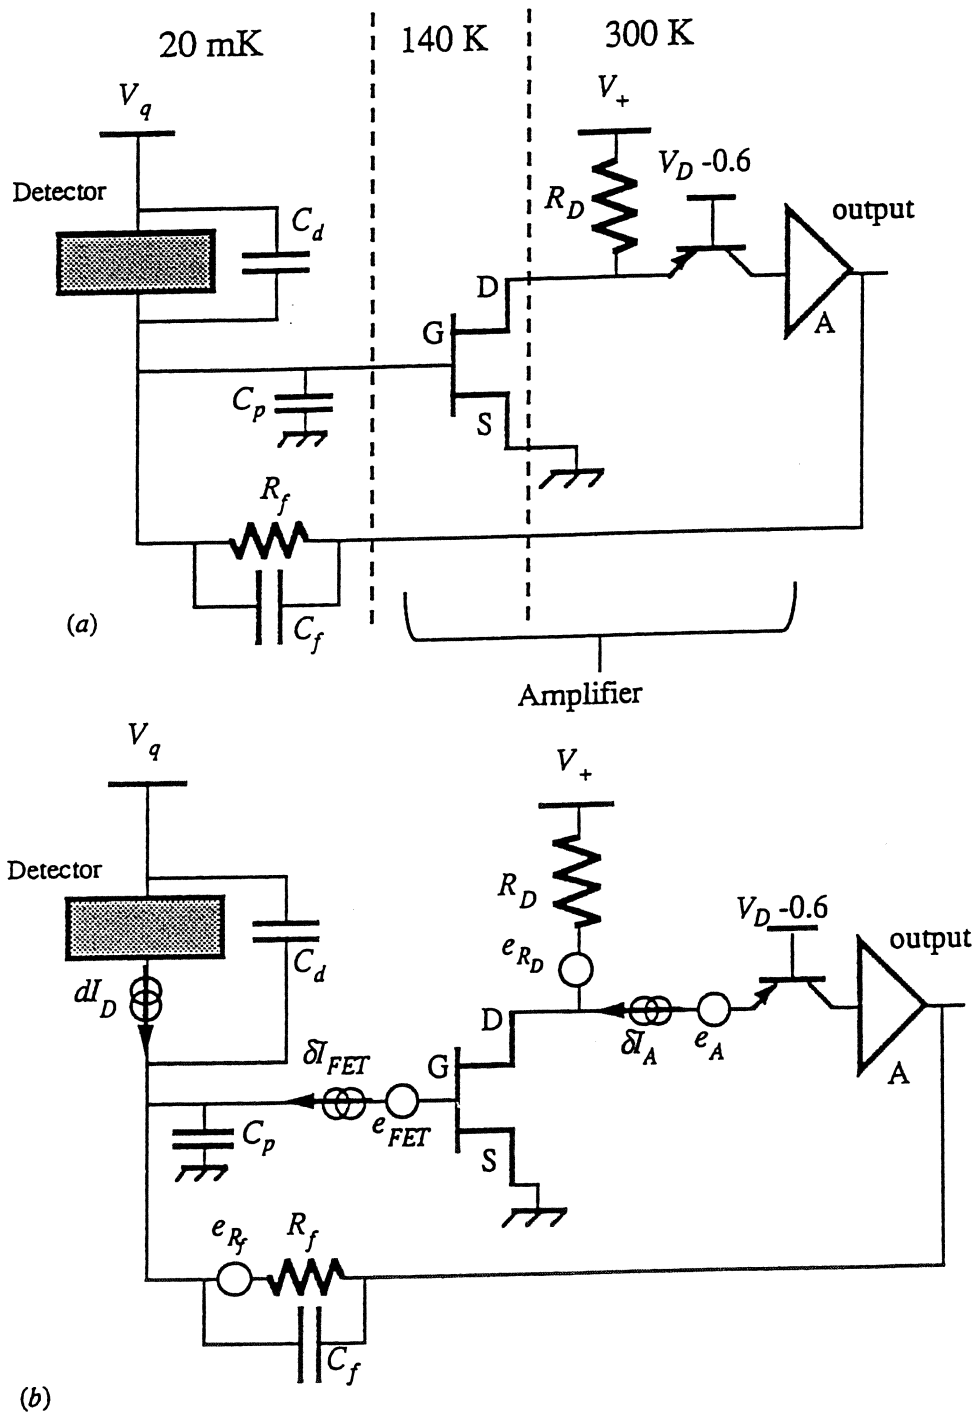 20 mK
140 K
300 K
V_q
V_+
Detector
C_d
R_D
V_D -0.6
output
D
G
A
C_p
S
R_f
C_f
(a)
Amplifier
V_q
V_+
Detector
R_D
V_D -0.6
output
C_d
e_{R_D}
dI_D
D
δI_A
e_A
A
δI_{FET}
G
e_{FET}
C_p
S
e_{R_f}
R_f
C_f
(b)